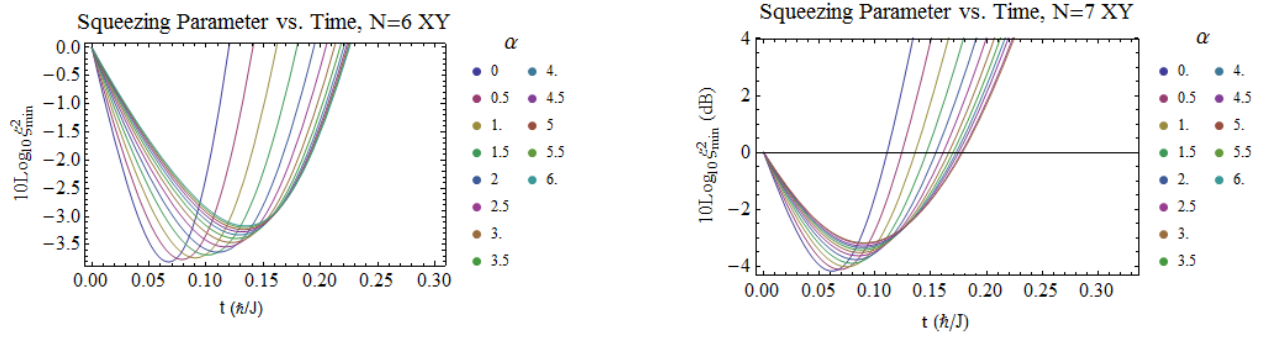 Squeezing Parameter vs. Time, N=6 XY
10Log₁₀ξ²min
0.0
-0.5
-1.0
-1.5
-2.0
-2.5
-3.0
-3.5
0.00 0.05 0.10 0.15 0.20 0.25 0.30
t (ℏ/J)
α
0 4.
0.5 4.5
1. 5
1.5 5.5
2 6.
2.5
3.
3.5
Squeezing Parameter vs. Time, N=7 XY
10Log₁₀ξ²min (dB)
4
2
0
-2
-4
0.00 0.05 0.10 0.15 0.20 0.25 0.30
t (ℏ/J)
α
0. 4.
0.5 4.5
1. 5.
1.5 5.5
2. 6.
2.5
3.
3.5